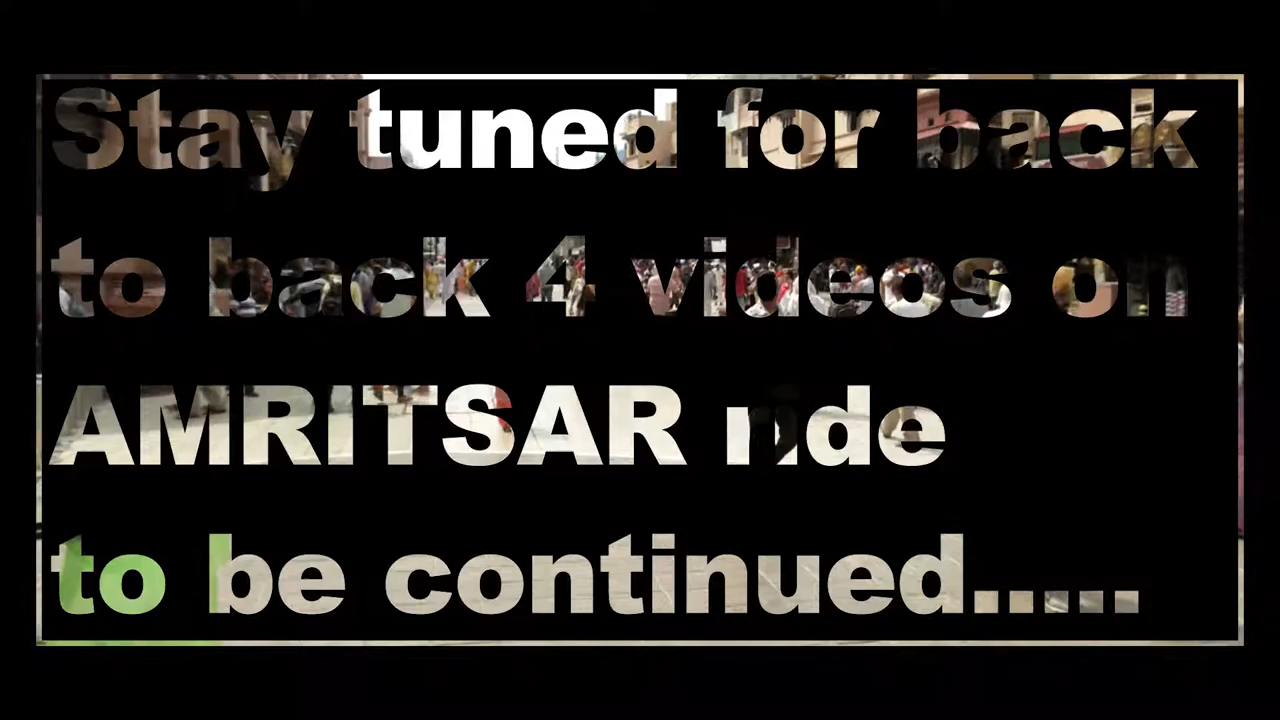 Stay tuned for back
to back 4 videos on
AMRITSAR ride
to be continued.....